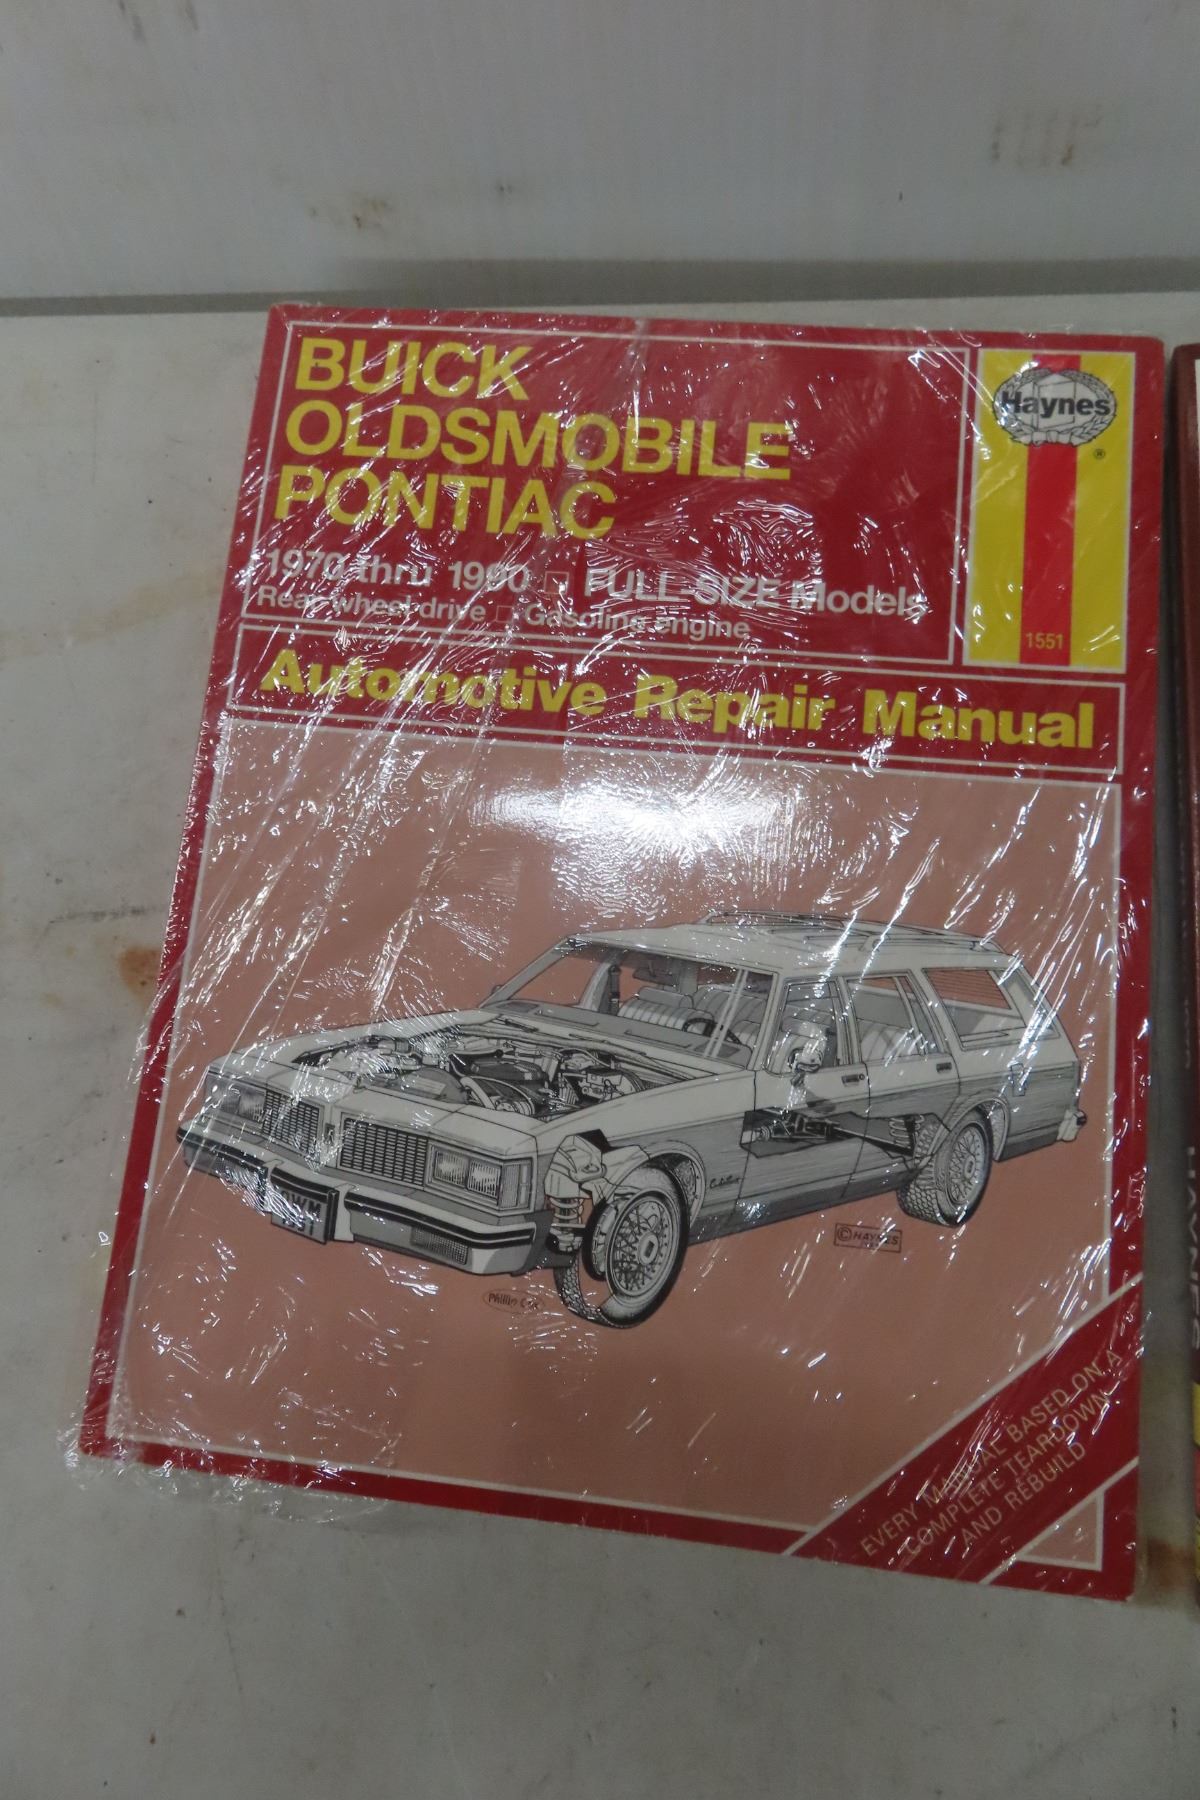 BUICK
OLDSMOBILE
PONTIAC
1970 thru 1990 □ FULL-SIZE Models
Rear wheel drive □ Gasoline engine
Haynes
®
1551
Automotive Repair Manual
© HAYNES
EVERY MANUAL BASED ON A
COMPLETE TEARDOWN
AND REBUILD